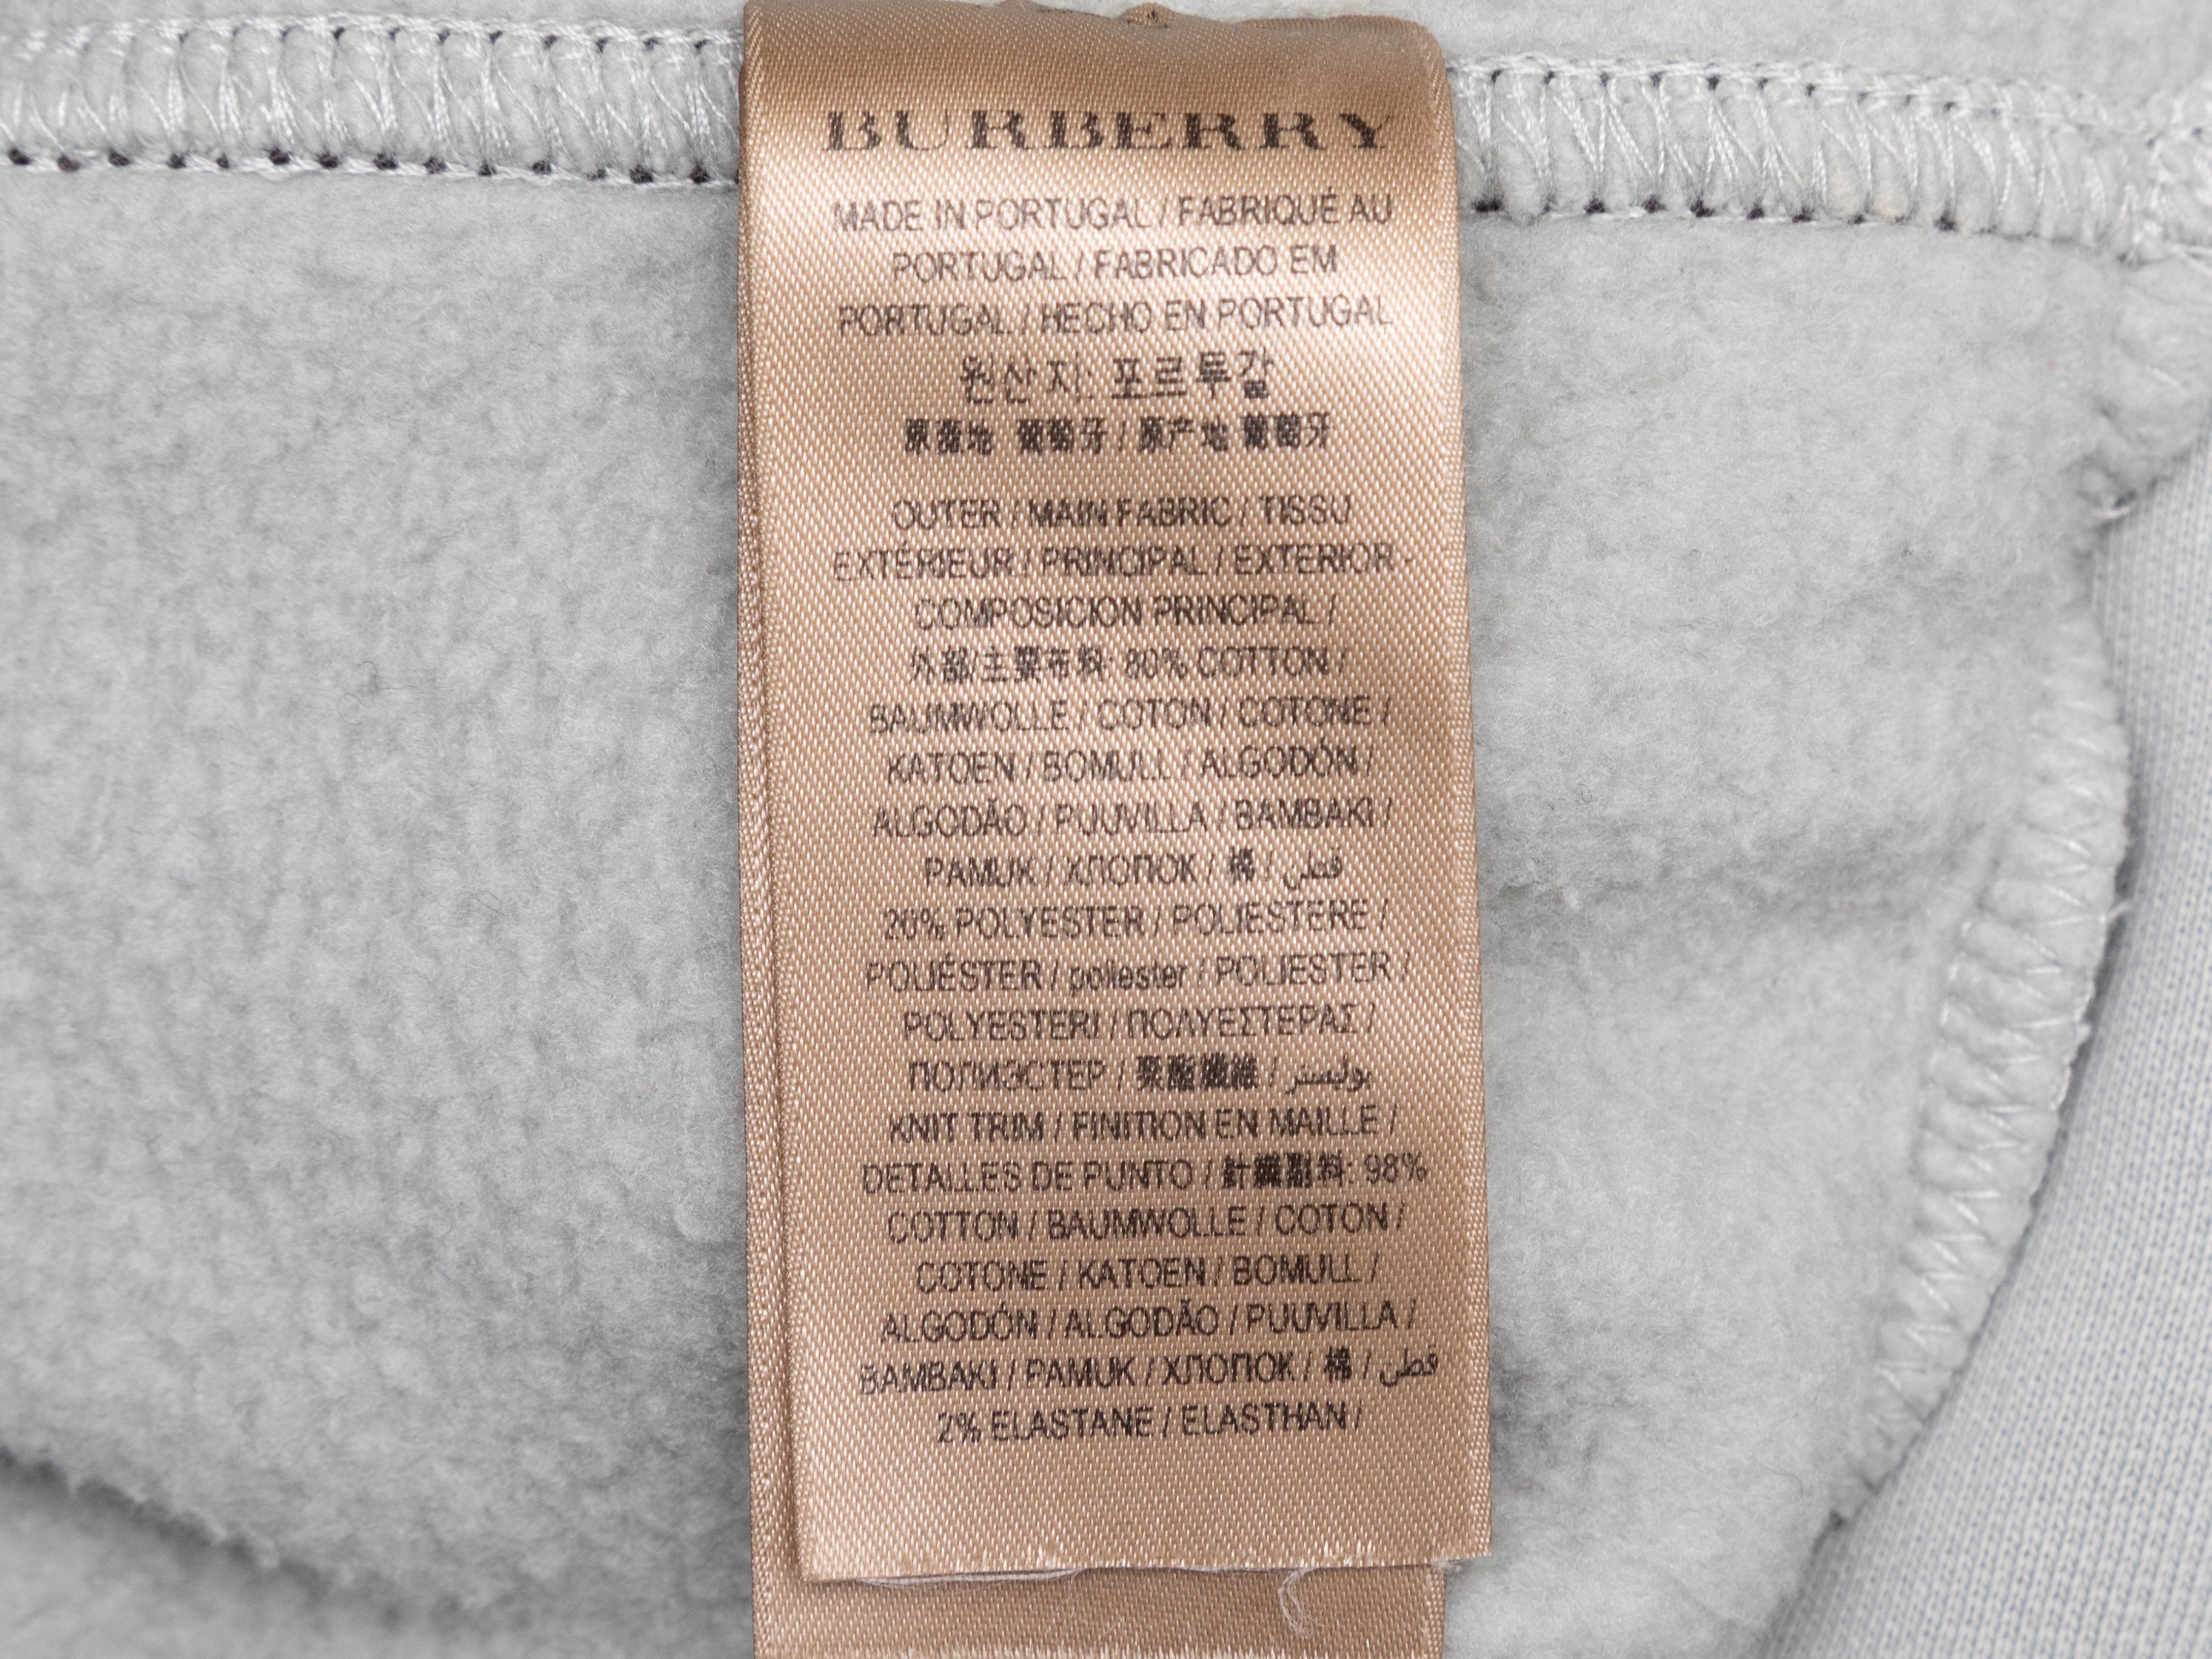 BURBERRY
MADE IN PORTUGAL / FABRIQUÉ AU
PORTUGAL / FABRICADO EM
PORTUGAL / HECHO EN PORTUGAL
원산지: 포르투갈
原產地: 葡萄牙 / 原产地: 葡萄牙
OUTER / MAIN FABRIC / TISSU
EXTÉRIEUR / PRINCIPAL / EXTERIOR -
COMPOSICION PRINCIPAL /
外部主要布料: 80% COTTON /
BAUMWOLLE / COTON / COTONE /
KATOEN / BOMULL / ALGODÓN /
ALGODÃO / PUUVILLA / BAMBAKI /
PAMUK / ХЛОПОК / 棉 / قطن
20% POLYESTER / POLIESTERE /
POLIÉSTER / poliester / POLIESTER /
POLYESTERI / ΠΟΛΥΕΣΤΕΡΑΣ /
ПОЛИЭСТЕР / 聚酯纖維 / بوليستر
KNIT TRIM / FINITION EN MAILLE /
DETALLES DE PUNTO / 針織副料: 98%
COTTON / BAUMWOLLE / COTON /
COTONE / KATOEN / BOMULL /
ALGODÓN / ALGODÃO / PUUVILLA /
BAMBAKI / PAMUK / ХЛОПОК / 棉 / قطن
2% ELASTANE / ELASTHAN /